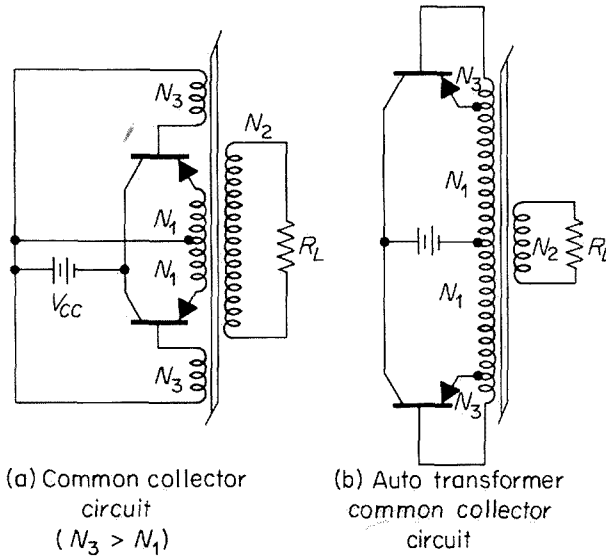 N3
N2
N1
N1
RL
VCC
N3
(a) Common collector
circuit
(N3 > N1)
N3
N1
N1
N2
RL
N3
(b) Auto transformer
common collector
circuit